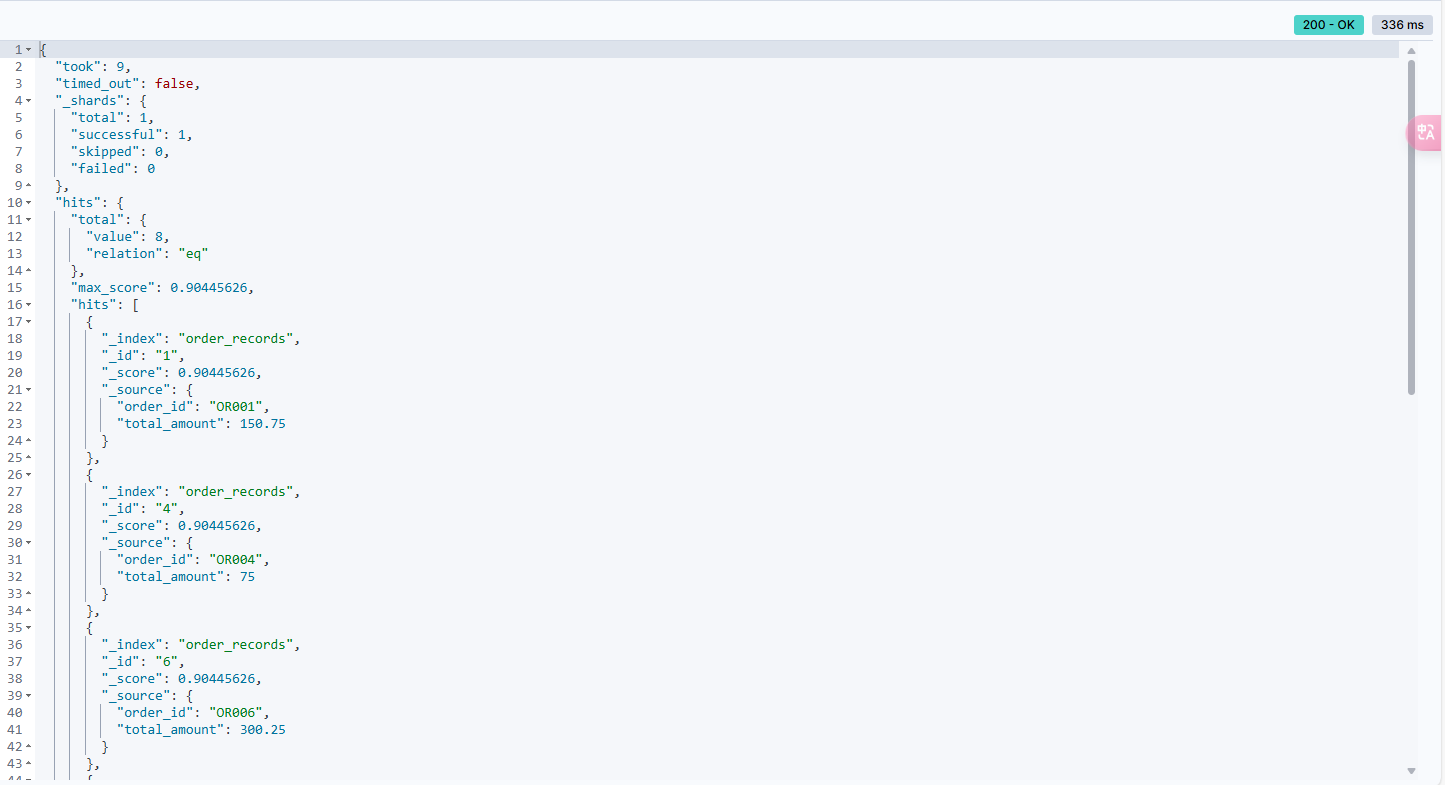 200 - OK 336 ms
1 {
2 "took": 9,
3 "timed_out": false,
4 "_shards": {
5 "total": 1,
6 "successful": 1,
7 "skipped": 0,
8 "failed": 0
9 },
10 "hits": {
11 "total": {
12 "value": 8,
13 "relation": "eq"
14 },
15 "max_score": 0.90445626,
16 "hits": [
17 {
18 "_index": "order_records",
19 "_id": "1",
20 "_score": 0.90445626,
21 "_source": {
22 "order_id": "OR001",
23 "total_amount": 150.75
24 }
25 },
26 {
27 "_index": "order_records",
28 "_id": "4",
29 "_score": 0.90445626,
30 "_source": {
31 "order_id": "OR004",
32 "total_amount": 75
33 }
34 },
35 {
36 "_index": "order_records",
37 "_id": "6",
38 "_score": 0.90445626,
39 "_source": {
40 "order_id": "OR006",
41 "total_amount": 300.25
42 }
43 },
44 {